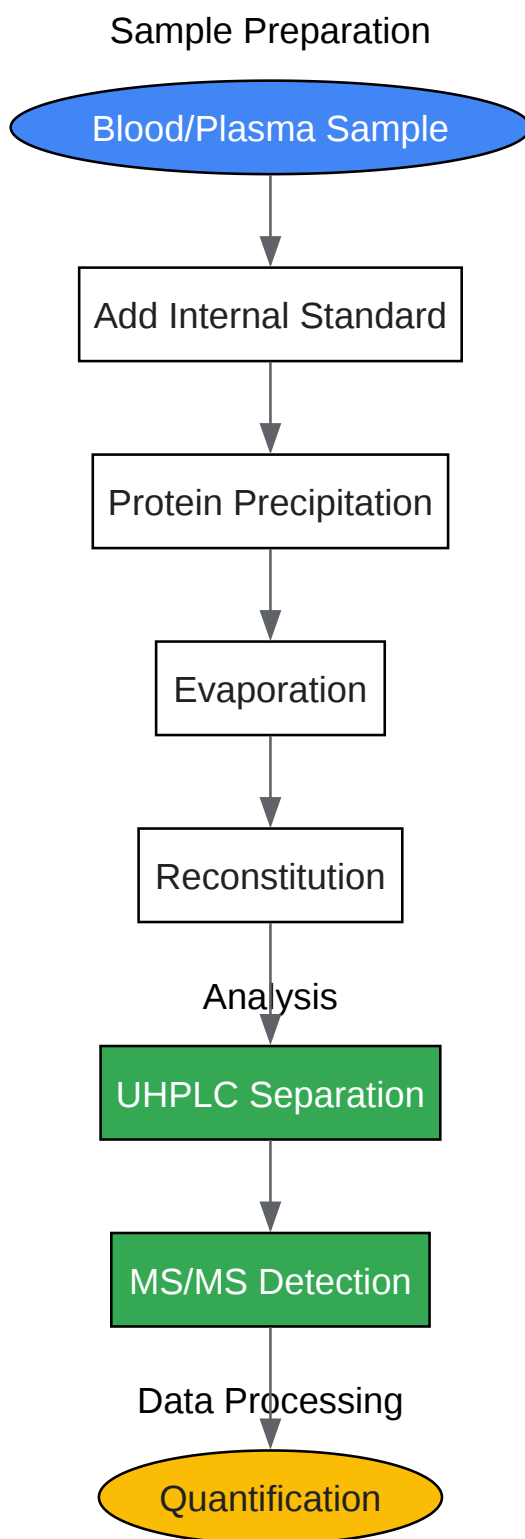 Sample Preparation
Blood/Plasma Sample
Add Internal Standard
Protein Precipitation
Evaporation
Reconstitution
Analysis
UHPLC Separation
MS/MS Detection
Data Processing
Quantification